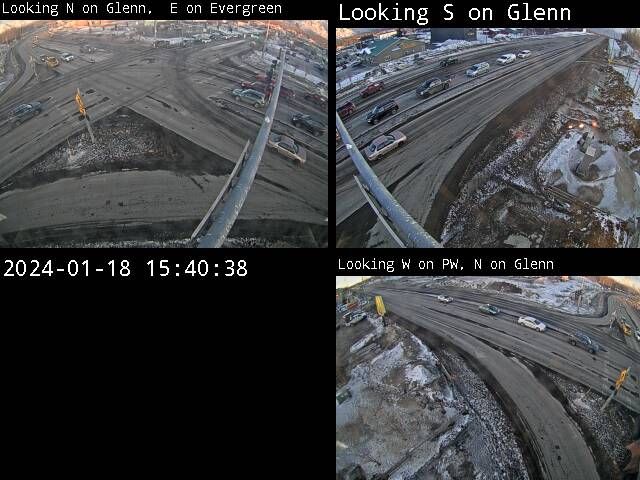 Looking N on Glenn,  E on Evergreen
Looking S on Glenn
2024-01-18 15:40:38
Looking W on PW, N on Glenn